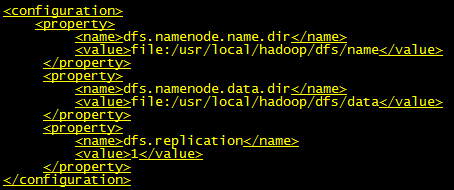 <configuration>
<property>
<name>dfs.namenode.name.dir</name>
<value>file:/usr/local/hadoop/dfs/name</value>
</property>
<property>
<name>dfs.namenode.data.dir</name>
<value>file:/usr/local/hadoop/dfs/data</value>
</property>
<property>
<name>dfs.replication</name>
<value>1</value>
</property>
</configuration>